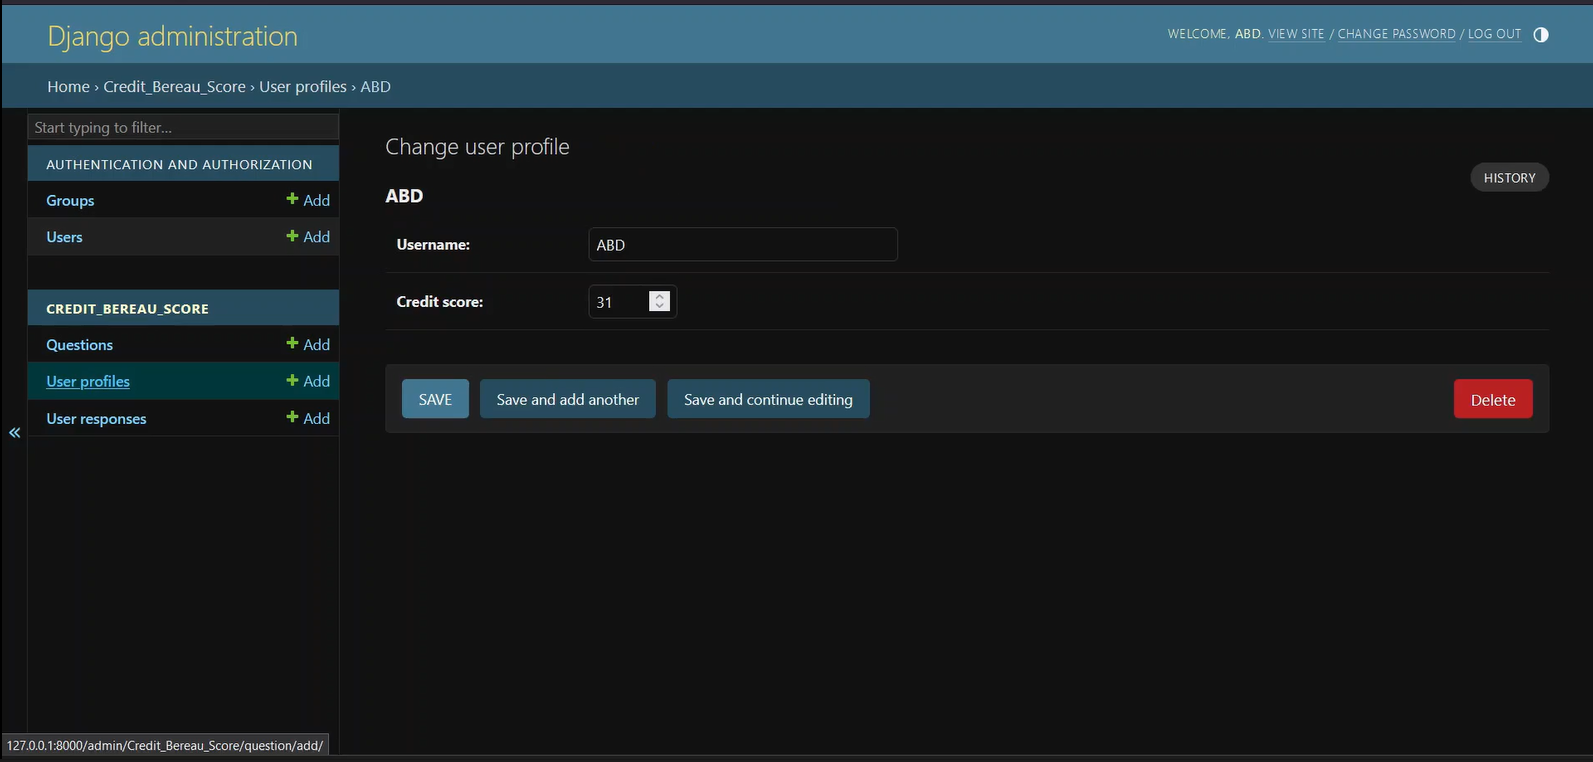 Django administration
WELCOME, ABD. VIEW SITE / CHANGE PASSWORD / LOG OUT
Home › Credit_Bereau_Score › User profiles › ABD
Start typing to filter...
AUTHENTICATION AND AUTHORIZATION
Groups + Add
Users + Add
CREDIT_BEREAU_SCORE
Questions + Add
User profiles + Add
User responses + Add
«
Change user profile
HISTORY
ABD
Username: ABD
Credit score: 31
SAVE Save and add another Save and continue editing Delete
127.0.0.1:8000/admin/Credit_Bereau_Score/question/add/